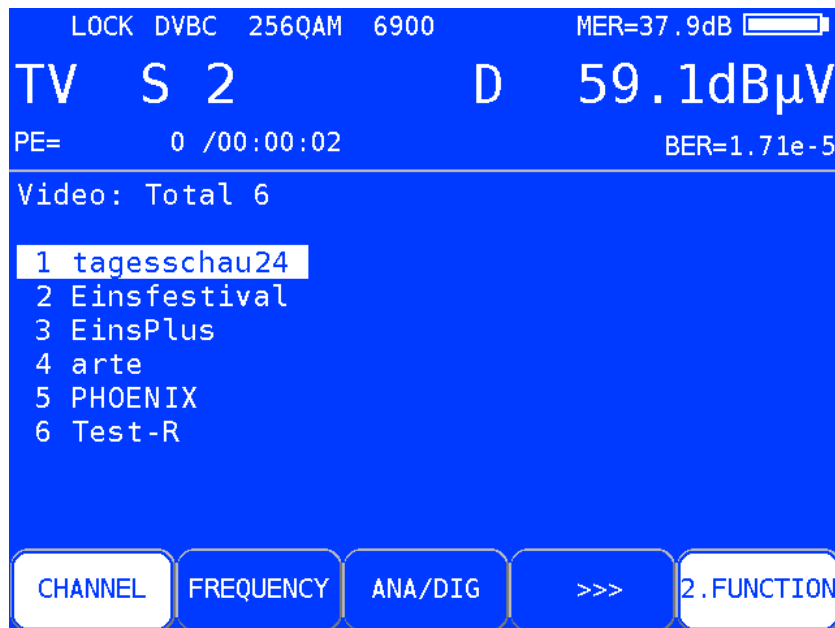 LOCK DVBC 256QAM 6900 MER=37.9dB
TV S 2 D 59.1dBµV
PE= 0 /00:00:02 BER=1.71e-5
Video: Total 6
1 tagesschau24
2 Einsfestival
3 EinsPlus
4 arte
5 PHOENIX
6 Test-R
CHANNEL FREQUENCY ANA/DIG >>> 2.FUNCTION